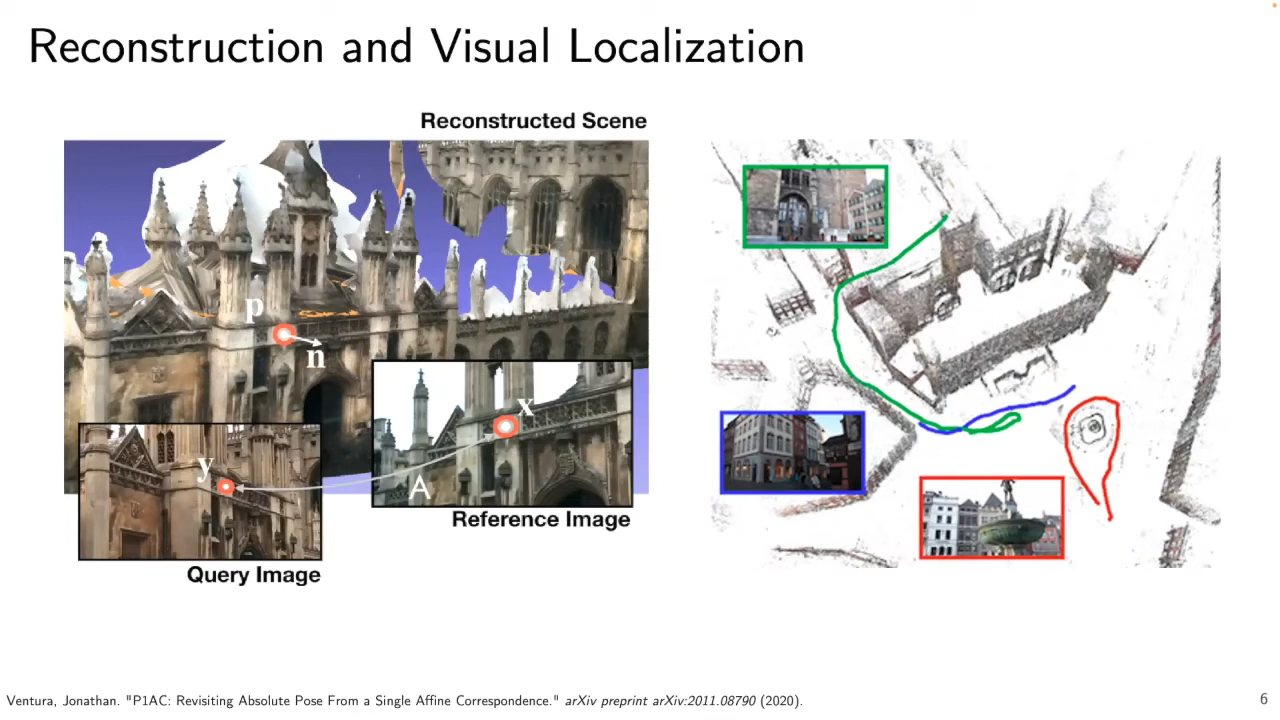 Reconstruction and Visual Localization
Reconstructed Scene
p
n
x
y
A
Reference Image
Query Image
Ventura, Jonathan. "P1AC: Revisiting Absolute Pose From a Single Affine Correspondence." arXiv preprint arXiv:2011.08790 (2020).
6